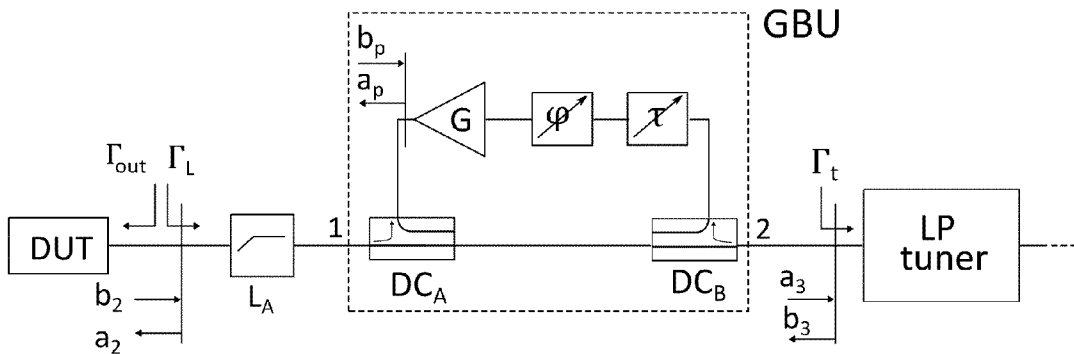 GBU
b_p
a_p
G
φ
τ
Γ_out
Γ_L
Γ_t
DUT
L_A
1
DC_A
DC_B
2
LP
tuner
b_2
a_2
a_3
b_3